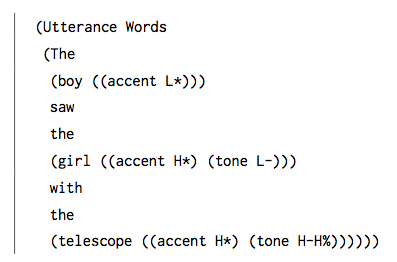 (Utterance Words
(The
(boy ((accent L*)))
saw
the
(girl ((accent H*) (tone L-)))
with
the
(telescope ((accent H*) (tone H-H%))))))